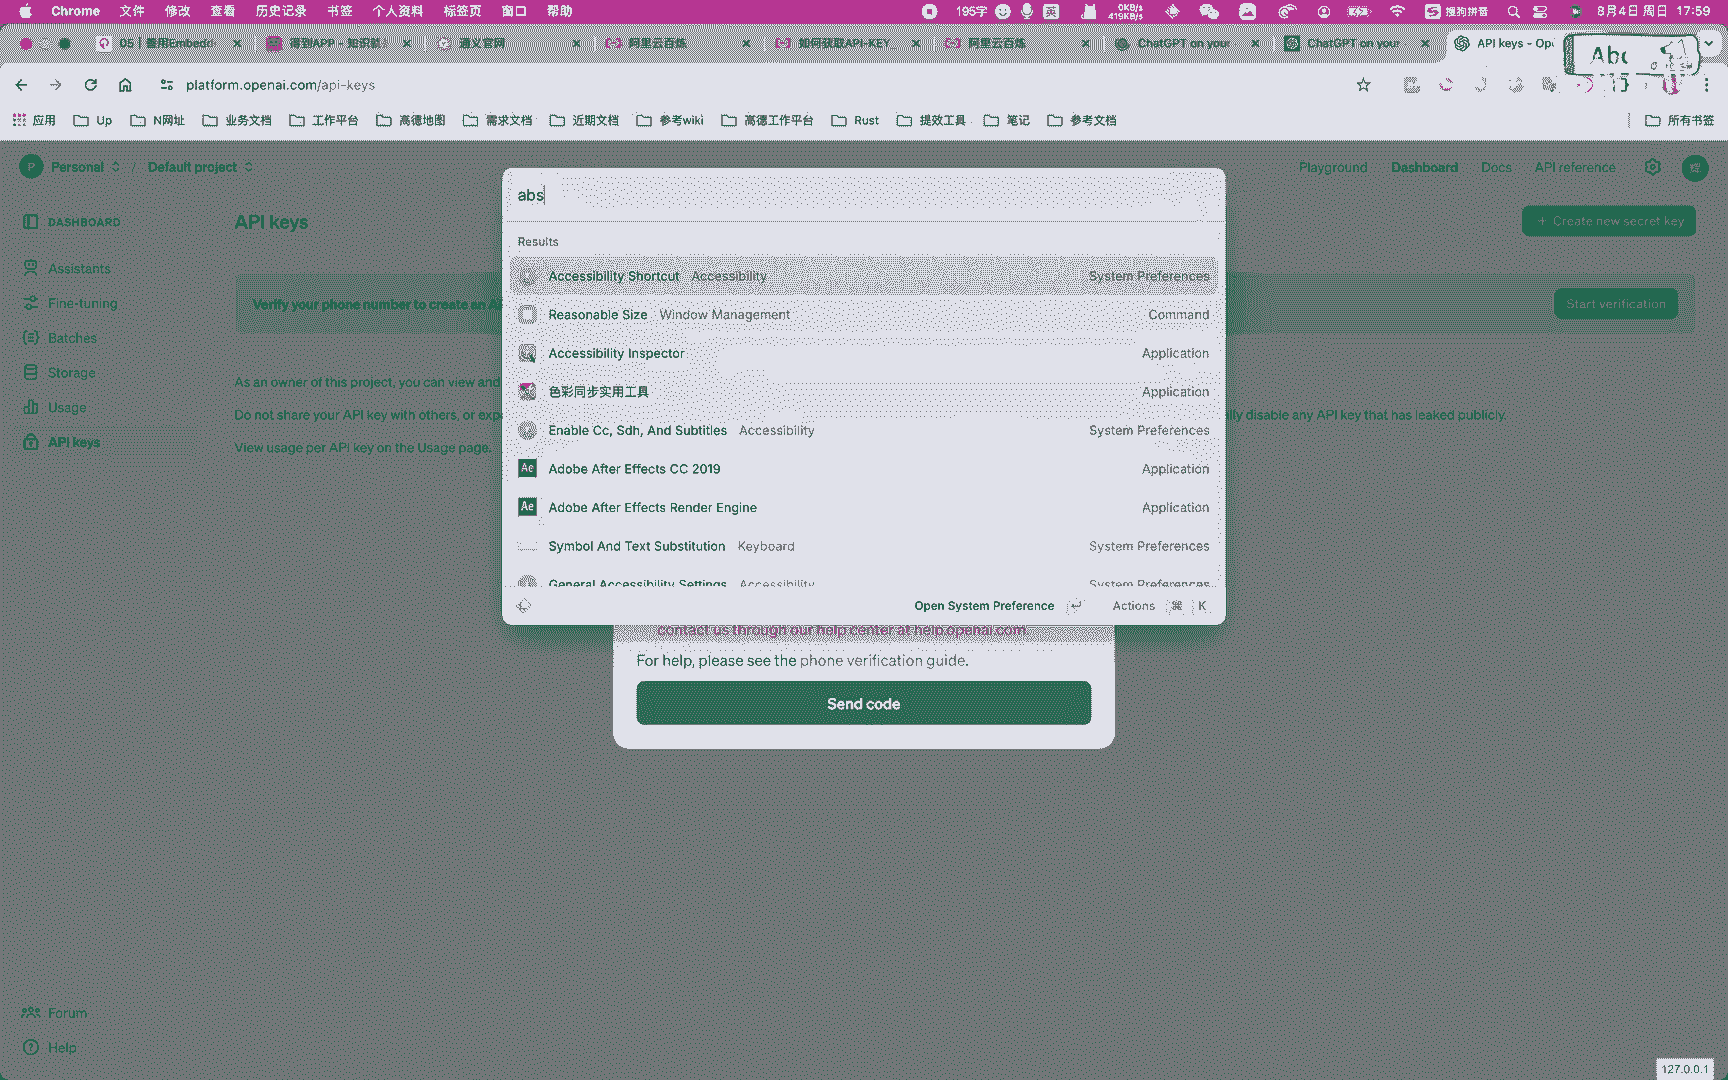 Chrome 文件 修改 查看 历史记录 书签 个人资料 标签页 窗口 帮助 195字 英 0KB/s 419KB/s 搜狗拼音 8月4日 周日 17:59
05 | 善用Embedd 得到APP - 知识就 通义官网 阿里云百炼 如何获取API-KEY_ 阿里云百炼 ChatGPT on your ChatGPT on your API keys - Op
platform.openai.com/api-keys
应用 Up N网址 业务文档 工作平台 高德地图 需求文档 近期文档 参考wiki 高德工作平台 Rust 提效工具 笔记 参考文档 所有书签
P Personal / Default project Playground Dashboard Docs API reference
abs
DASHBOARD API keys + Create new secret key
Results
Assistants
Accessibility Shortcut Accessibility System Preferences
Fine-tuning Verify your phone number to create an Start verification
Reasonable Size Window Management Command
Batches
Accessibility Inspector Application
Storage
As an owner of this project, you can view and
色彩同步实用工具 Application
Usage
Do not share your API key with others, or disable any API key that has leaked publicly.
Enable Cc, Sdh, And Subtitles Accessibility System Preferences
API keys
View usage per API key on the Usage page.
Ae Adobe After Effects CC 2019 Application
Ae Adobe After Effects Render Engine Application
Symbol And Text Substitution Keyboard System Preferences
General Accessibility Settings Accessibility System Preferences
Open System Preference Actions ⌘ K
contact us through our help center at help.openai.com
For help, please see the phone verification guide.
Send code
Forum
Help
127.0.0.1